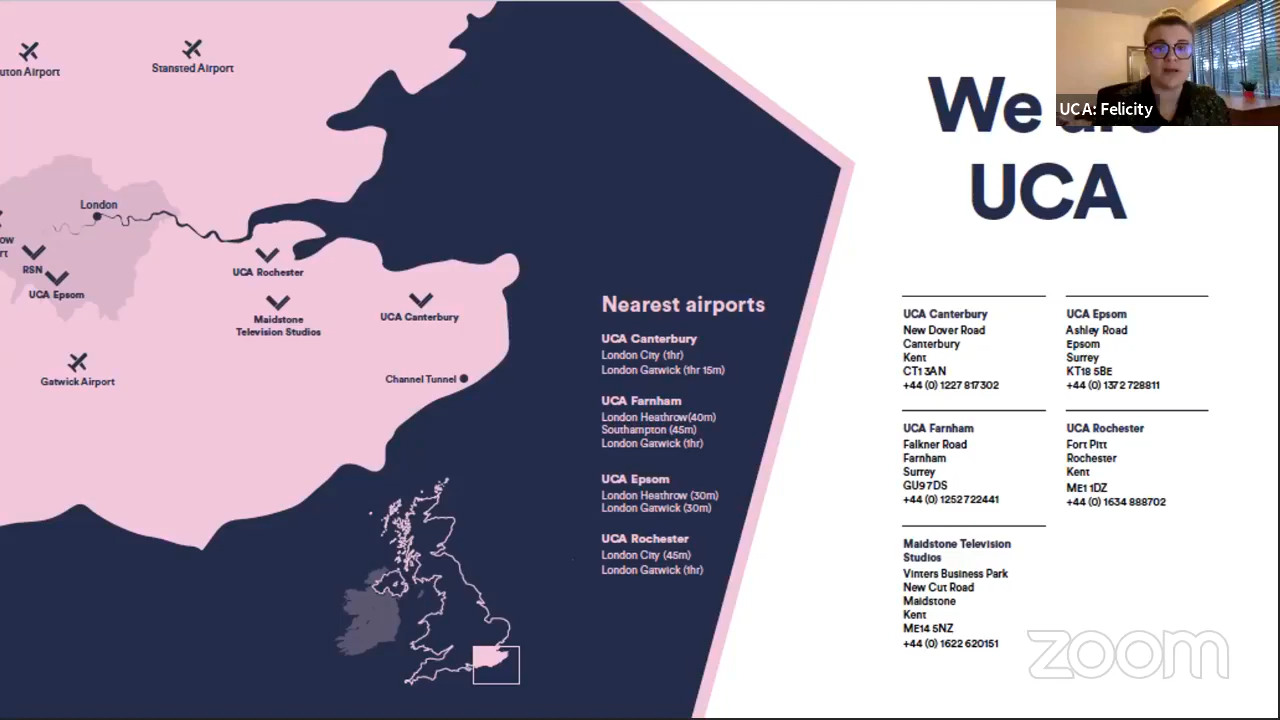 uton Airport
Stansted Airport
London
ow
rt
RSN
UCA Epsom
UCA Rochester
Maidstone
Television Studios
UCA Canterbury
Gatwick Airport
Channel Tunnel
Nearest airports
UCA Canterbury
London City (1hr)
London Gatwick (1hr 15m)
UCA Farnham
London Heathrow(40m)
Southampton (45m)
London Gatwick (1hr)
UCA Epsom
London Heathrow (30m)
London Gatwick (30m)
UCA Rochester
London City (45m)
London Gatwick (1hr)
We are
UCA
UCA: Felicity
UCA Canterbury
New Dover Road
Canterbury
Kent
CT1 3AN
+44 (0) 1227 817302
UCA Epsom
Ashley Road
Epsom
Surrey
KT18 5BE
+44 (0) 1372 728811
UCA Farnham
Falkner Road
Farnham
Surrey
GU9 7DS
+44 (0) 1252 722441
UCA Rochester
Fort Pitt
Rochester
Kent
ME1 1DZ
+44 (0) 1634 888702
Maidstone Television
Studios
Vinters Business Park
New Cut Road
Maidstone
Kent
ME14 5NZ
+44 (0) 1622 620151
zoom